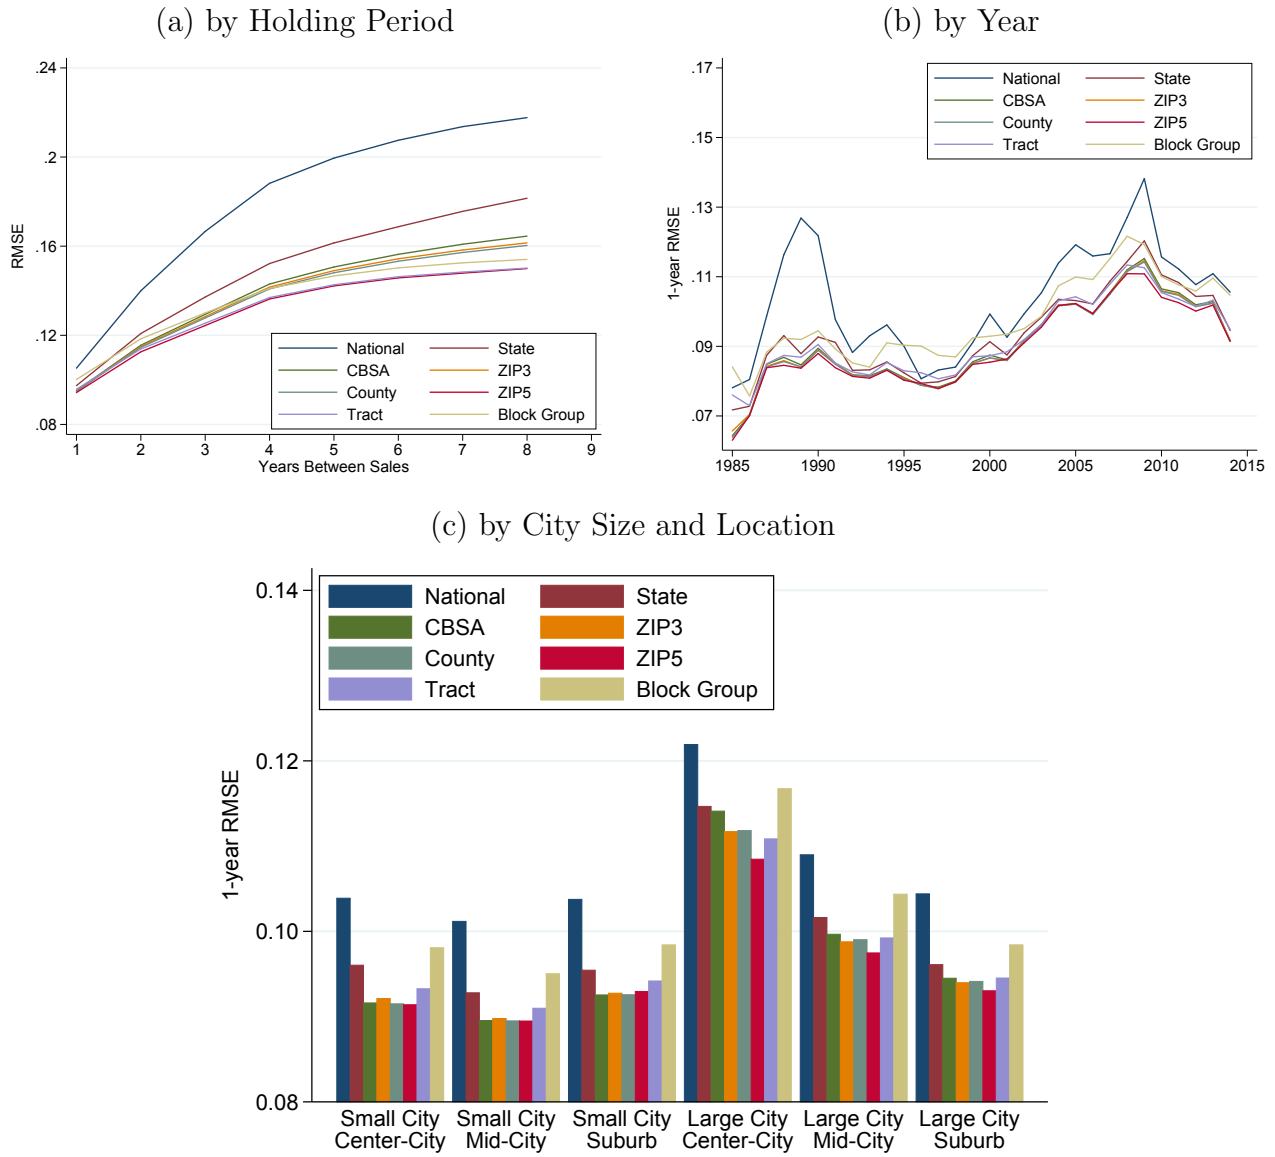 (a) by Holding Period
.24
.2
.16
.12
.08
RMSE
National State
CBSA ZIP3
County ZIP5
Tract Block Group
1 2 3 4 5 6 7 8 9
Years Between Sales
(b) by Year
.17
.15
.13
.11
.09
.07
1-year RMSE
National State
CBSA ZIP3
County ZIP5
Tract Block Group
1985 1990 1995 2000 2005 2010 2015
(c) by City Size and Location
0.14
0.12
0.10
0.08
1-year RMSE
National State
CBSA ZIP3
County ZIP5
Tract Block Group
Small City Small City Small City Large City Large City Large City
Center-City Mid-City Suburb Center-City Mid-City Suburb